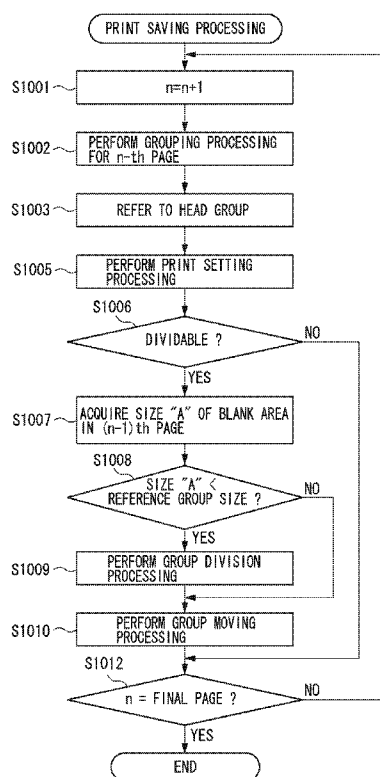 PRINT SAVING PROCESSING
S1001
n=n+1
S1002
PERFORM GROUPING PROCESSING
FOR n-th PAGE
S1003
REFER TO HEAD GROUP
S1005
PERFORM PRINT SETTING
PROCESSING
S1006
DIVIDABLE ?
NO
YES
S1007
ACQUIRE SIZE "A" OF BLANK AREA
IN (n-1)th PAGE
S1008
SIZE "A" <
REFERENCE GROUP SIZE ?
NO
YES
S1009
PERFORM GROUP DIVISION
PROCESSING
S1010
PERFORM GROUP MOVING
PROCESSING
S1012
n = FINAL PAGE ?
NO
YES
END